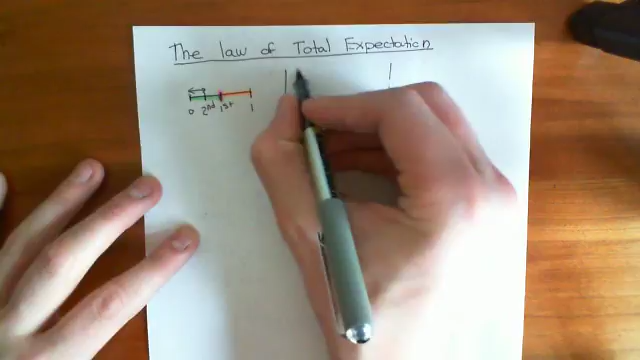 The law of Total Expectation
0 2nd 1st 1